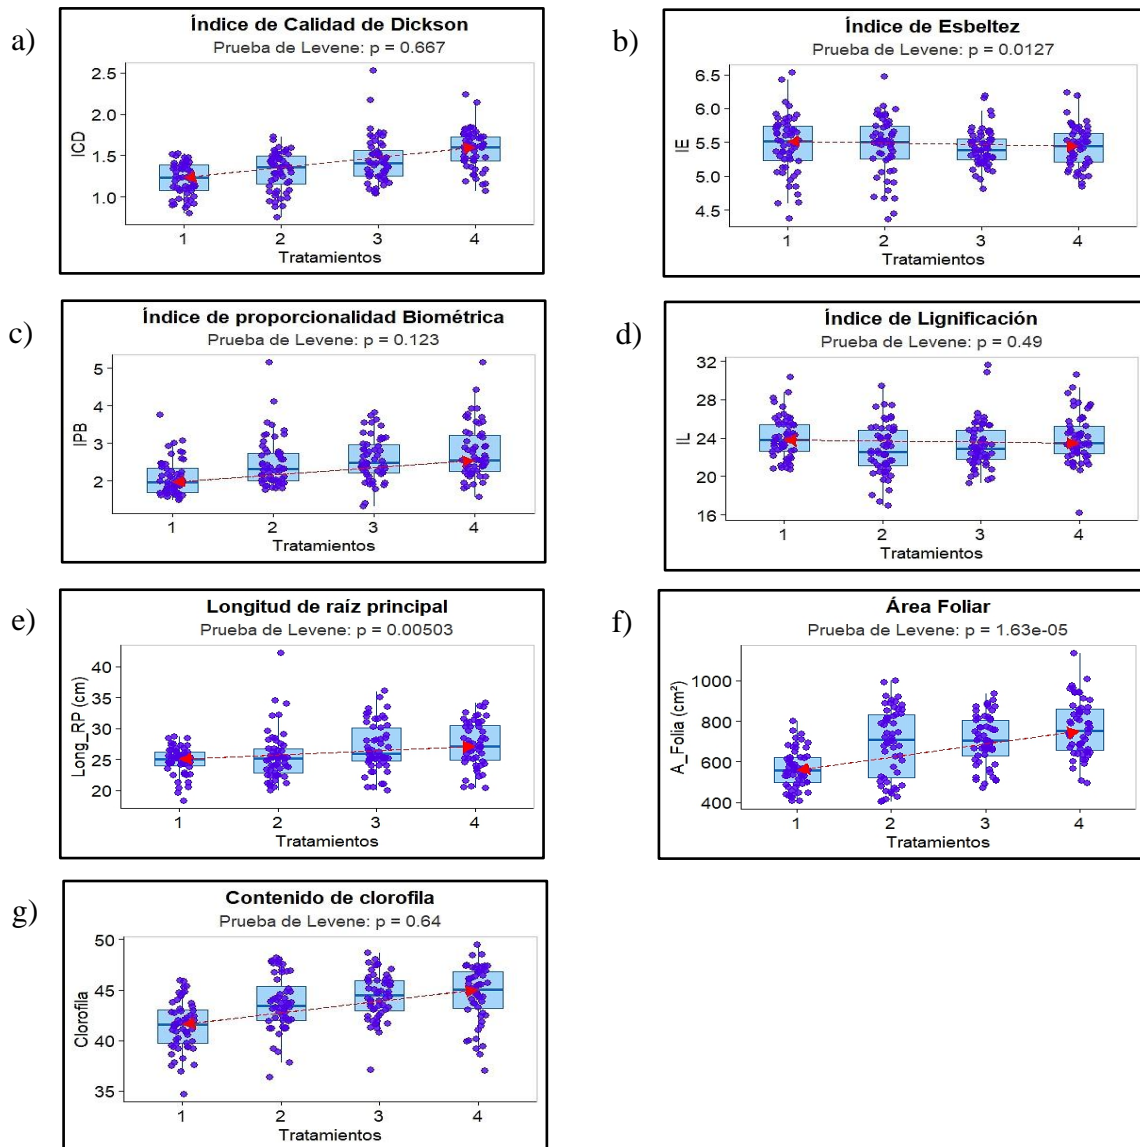 a)
Índice de Calidad de Dickson
Prueba de Levene: p = 0.667
2.5
2.0
1.5
1.0
ICD
1 2 3 4
Tratamientos
b)
Índice de Esbeltez
Prueba de Levene: p = 0.0127
6.5
6.0
5.5
5.0
4.5
IE
1 2 3 4
Tratamientos
c)
Índice de proporcionalidad Biométrica
Prueba de Levene: p = 0.123
5
4
3
2
IPB
1 2 3 4
Tratamientos
d)
Índice de Lignificación
Prueba de Levene: p = 0.49
32
28
24
20
16
IL
1 2 3 4
Tratamientos
e)
Longitud de raíz principal
Prueba de Levene: p = 0.00503
40
35
30
25
20
Long_RP (cm)
1 2 3 4
Tratamientos
f)
Área Foliar
Prueba de Levene: p = 1.63e-05
1000
800
600
400
A_Folia (cm²)
1 2 3 4
Tratamientos
g)
Contenido de clorofila
Prueba de Levene: p = 0.64
50
45
40
35
Clorofila
1 2 3 4
Tratamientos